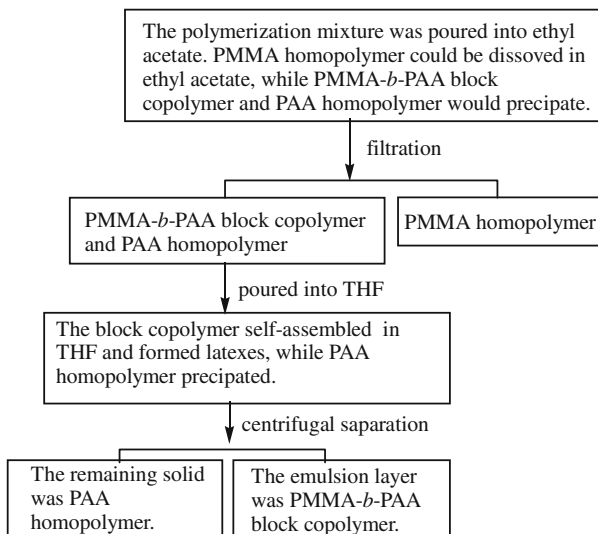 The polymerization mixture was poured into ethyl
acetate. PMMA homopolymer could be dissoved in
ethyl acetate, while PMMA-b-PAA block
copolymer and PAA homopolymer would precipate.
filtration
PMMA-b-PAA block copolymer
and PAA homopolymer
PMMA homopolymer
poured into THF
The block copolymer self-assembled in
THF and formed latexes, while PAA
homopolymer precipated.
centrifugal saparation
The remaining solid
was PAA
homopolymer.
The emulsion layer
was PMMA-b-PAA
block copolymer.